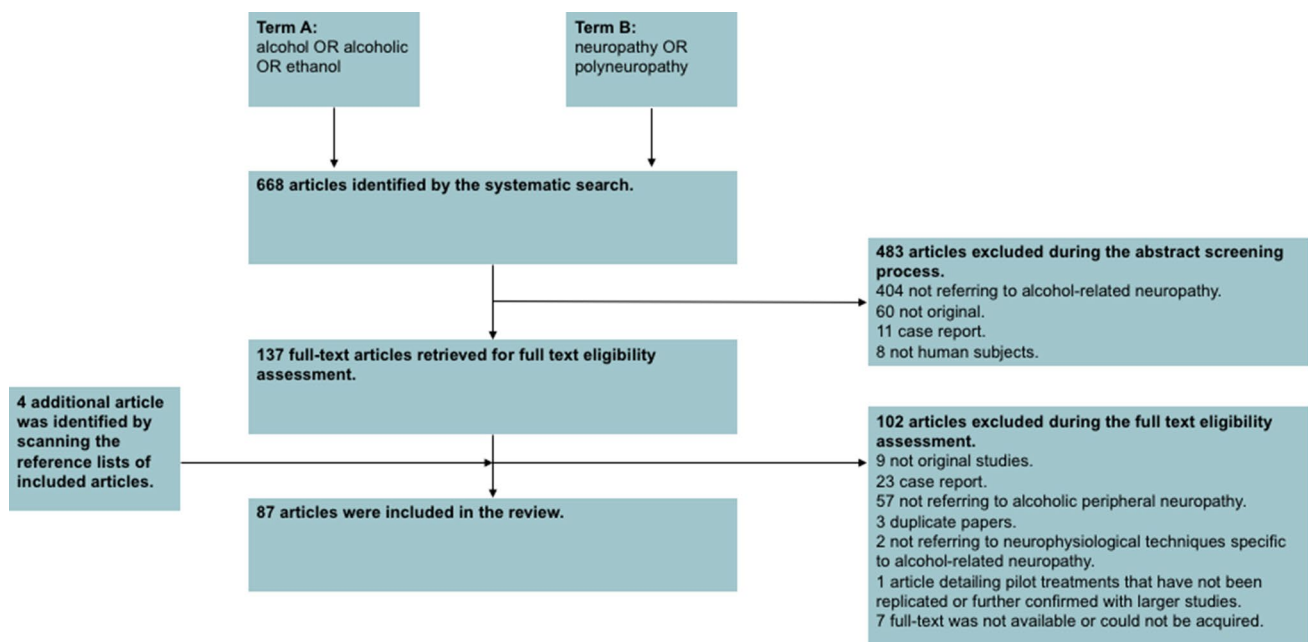 Term A:
alcohol OR alcoholic
OR ethanol
Term B:
neuropathy OR
polyneuropathy
668 articles identified by the systematic search.
483 articles excluded during the abstract screening
process.
404 not referring to alcohol-related neuropathy.
60 not original.
11 case report.
8 not human subjects.
137 full-text articles retrieved for full text eligibility
assessment.
4 additional article
was identified by
scanning the
reference lists of
included articles.
102 articles excluded during the full text eligibility
assessment.
9 not original studies.
23 case report.
57 not referring to alcoholic peripheral neuropathy.
3 duplicate papers.
2 not referring to neurophysiological techniques specific
to alcohol-related neuropathy.
1 article detailing pilot treatments that have not been
replicated or further confirmed with larger studies.
7 full-text was not available or could not be acquired.
87 articles were included in the review.